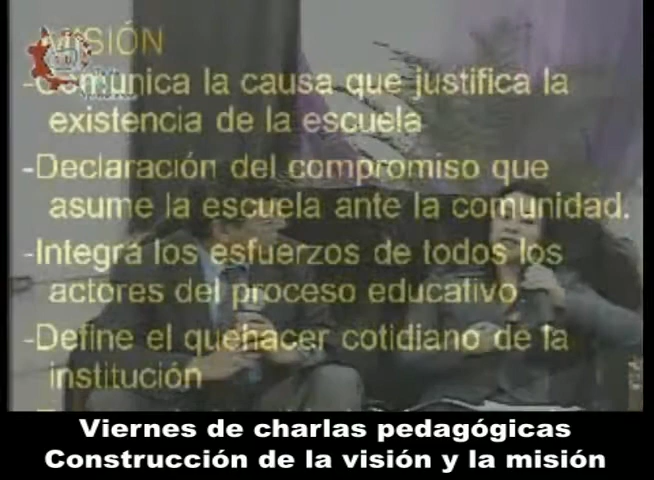 MISIÓN
-Comunica la causa que justifica la
existencia de la escuela
-Declaración del compromiso que
asume la escuela ante la comunidad.
-Integra los esfuerzos de todos los
actores del proceso educativo
-Define el quehacer cotidiano de la
institución
Viernes de charlas pedagógicas
Construcción de la visión y la misión